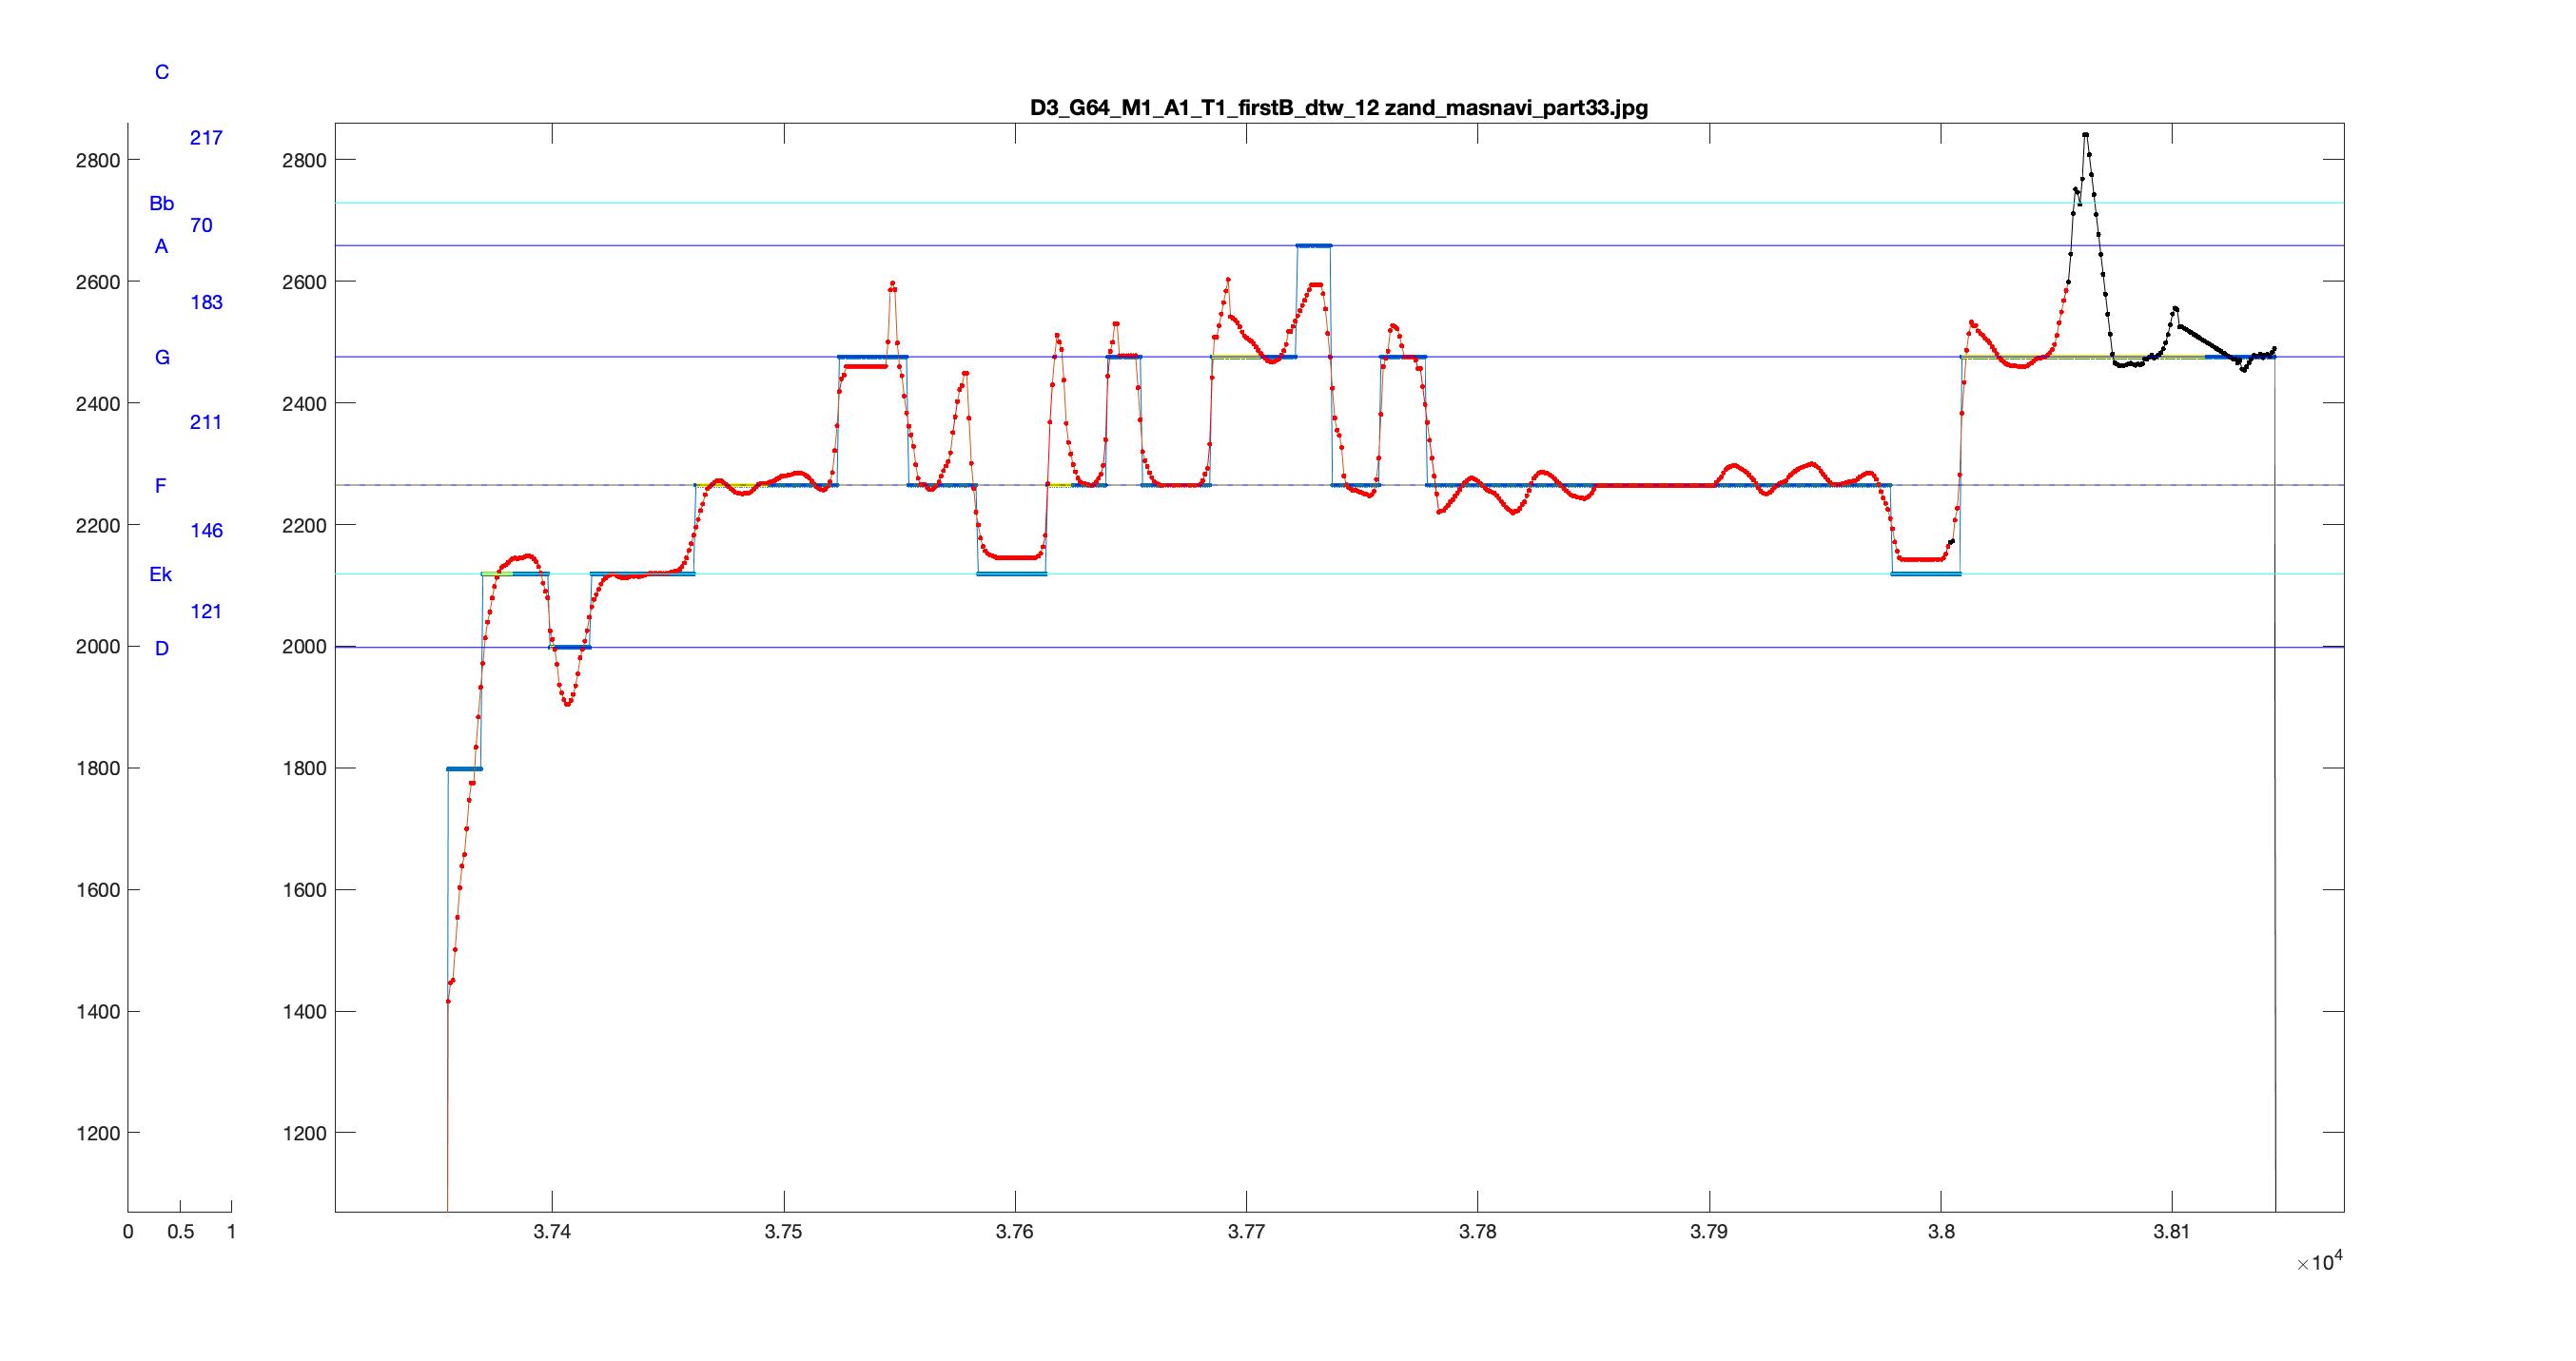 D3_G64_M1_A1_T1_firstB_dtw_12 zand_masnavi_part33.jpg
C
217
Bb
70
A
183
G
211
F
146
Ek
121
D
2800
2600
2400
2200
2000
1800
1600
1400
1200
0 0.5 1
2800
2600
2400
2200
2000
1800
1600
1400
1200
3.74 3.75 3.76 3.77 3.78 3.79 3.8 3.81
×10^4